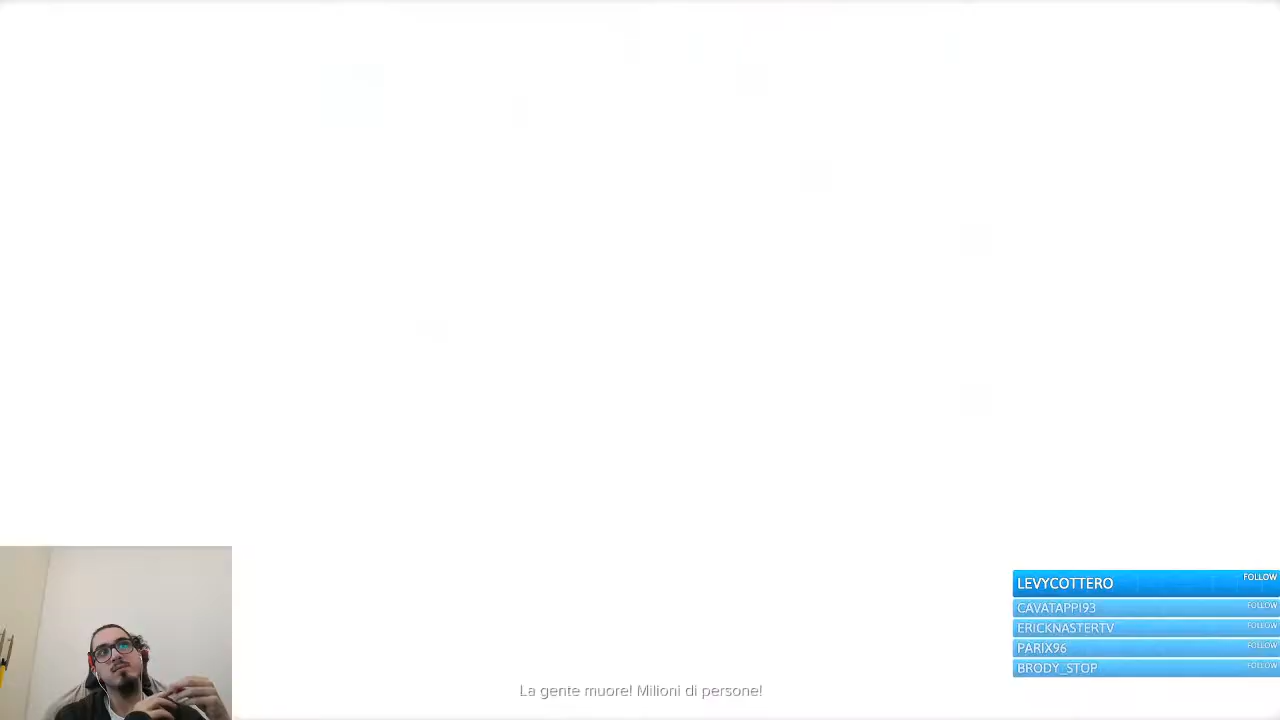 LEVYCOTTERO FOLLOW
CAVATAPPI93 FOLLOW
ERICKNASTERTV FOLLOW
PARIX96 FOLLOW
BRODY_STOP FOLLOW
La gente muore! Milioni di persone!